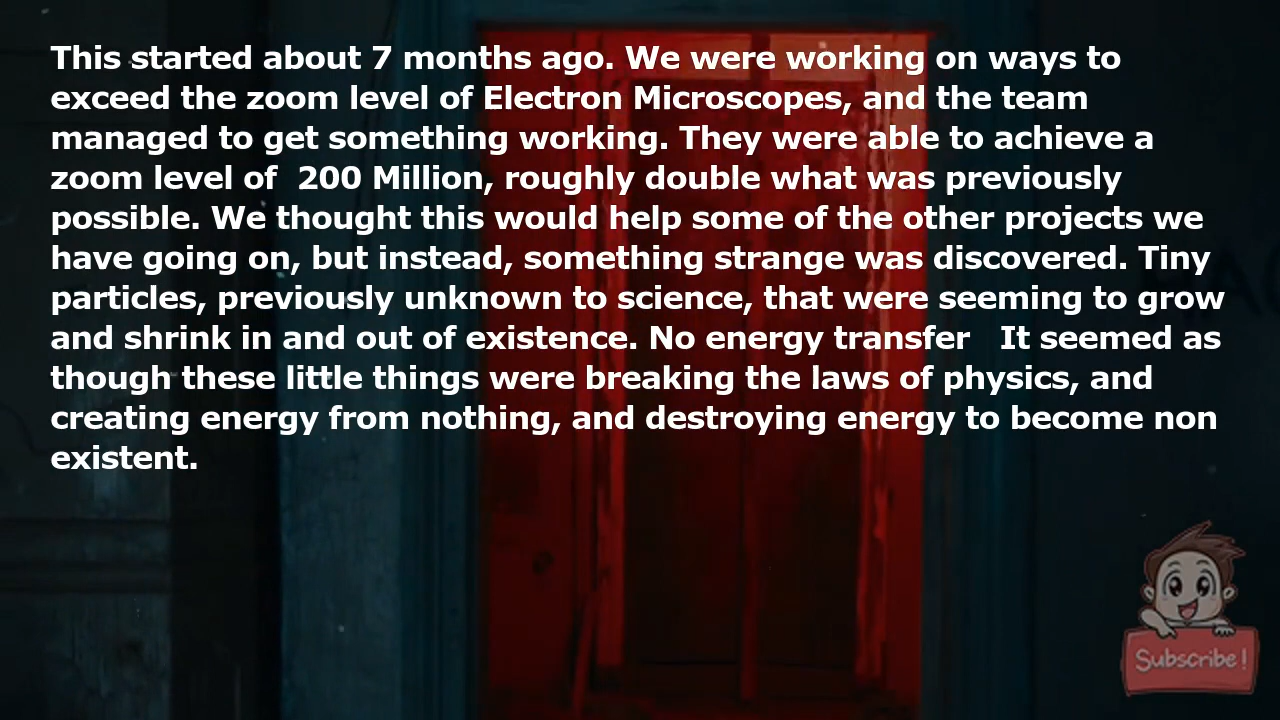 This started about 7 months ago. We were working on ways to
exceed the zoom level of Electron Microscopes, and the team
managed to get something working. They were able to achieve a
zoom level of  200 Million, roughly double what was previously
possible. We thought this would help some of the other projects we
have going on, but instead, something strange was discovered. Tiny
particles, previously unknown to science, that were seeming to grow
and shrink in and out of existence. No energy transfer   It seemed as
though these little things were breaking the laws of physics, and
creating energy from nothing, and destroying energy to become non
existent.
Subscribe!